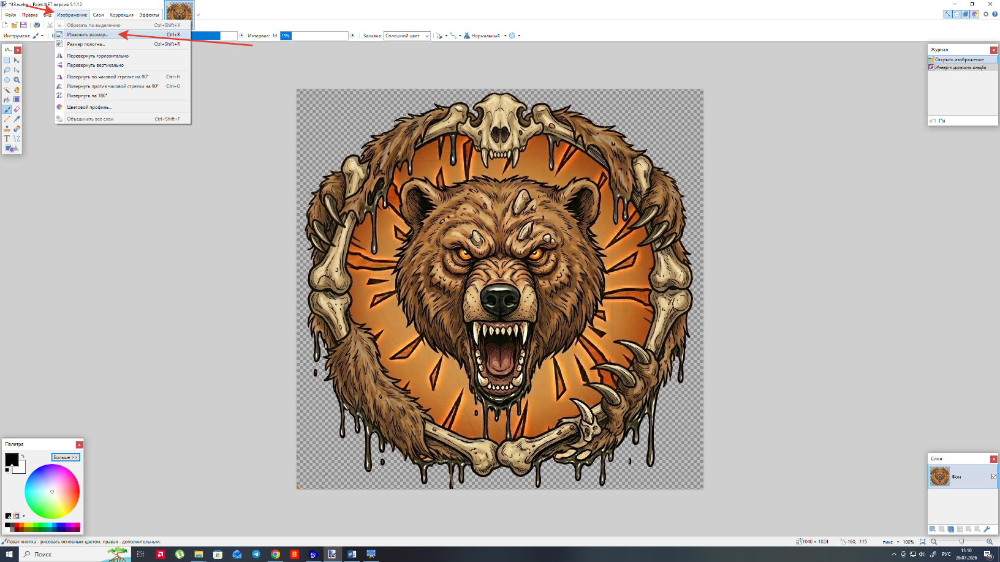 *33.webp - Paint.NET версия 5.1.12
Файл Правка Вид Изображение Слои Коррекция Эффекты
Обрезать по выделению Ctrl+Shift+X
Инструмент: Изменить размер... Ctrl+R Интервал: 15% Заливка: Сплошной цвет Нормальный
Размер полотна... Ctrl+Shift+R
Перевернуть горизонтально
Перевернуть вертикально
Повернуть по часовой стрелке на 90° Ctrl+H
Повернуть против часовой стрелки на 90° Ctrl+G
Повернуть на 180°
Цветовой профиль...
Объединить все слои Ctrl+Shift+F
И...
Журнал
Открыть изображение
Инвертировать альфа
Палитра
Больше >>
Слои
Фон
Левая кнопка - рисовать основным цветом, правая - дополнительным.
1040 × 1024 -160, -115 пикс 100%
Поиск
РУС
13:10
26.07.2026
15